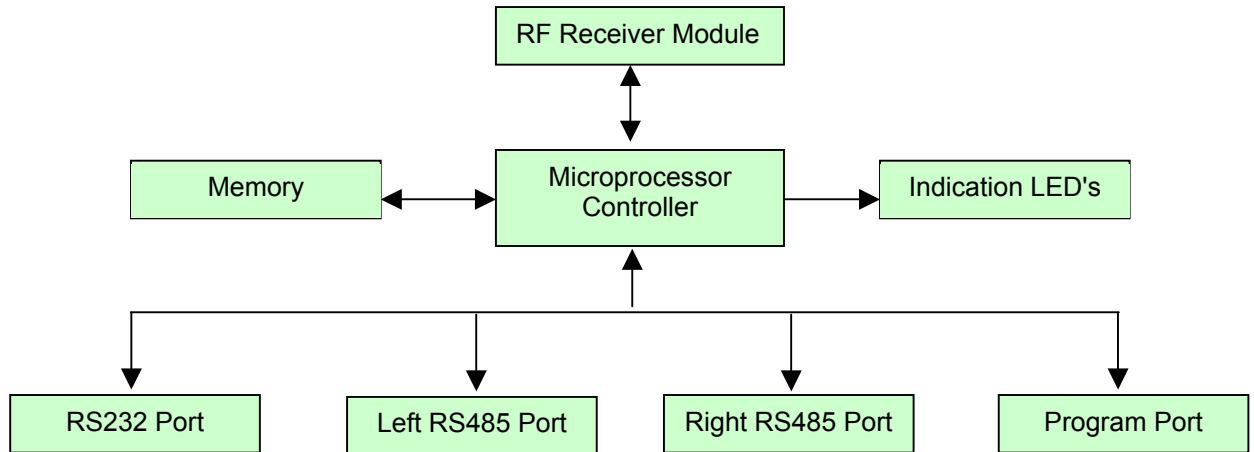 RF Receiver Module
Memory
Microprocessor
Controller
Indication LED's
RS232 Port
Left RS485 Port
Right RS485 Port
Program Port